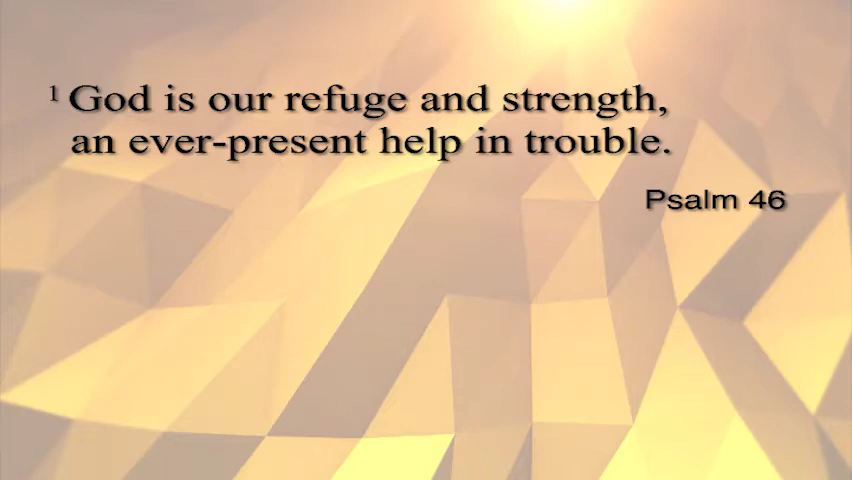 ¹ God is our refuge and strength,
an ever-present help in trouble.
Psalm 46